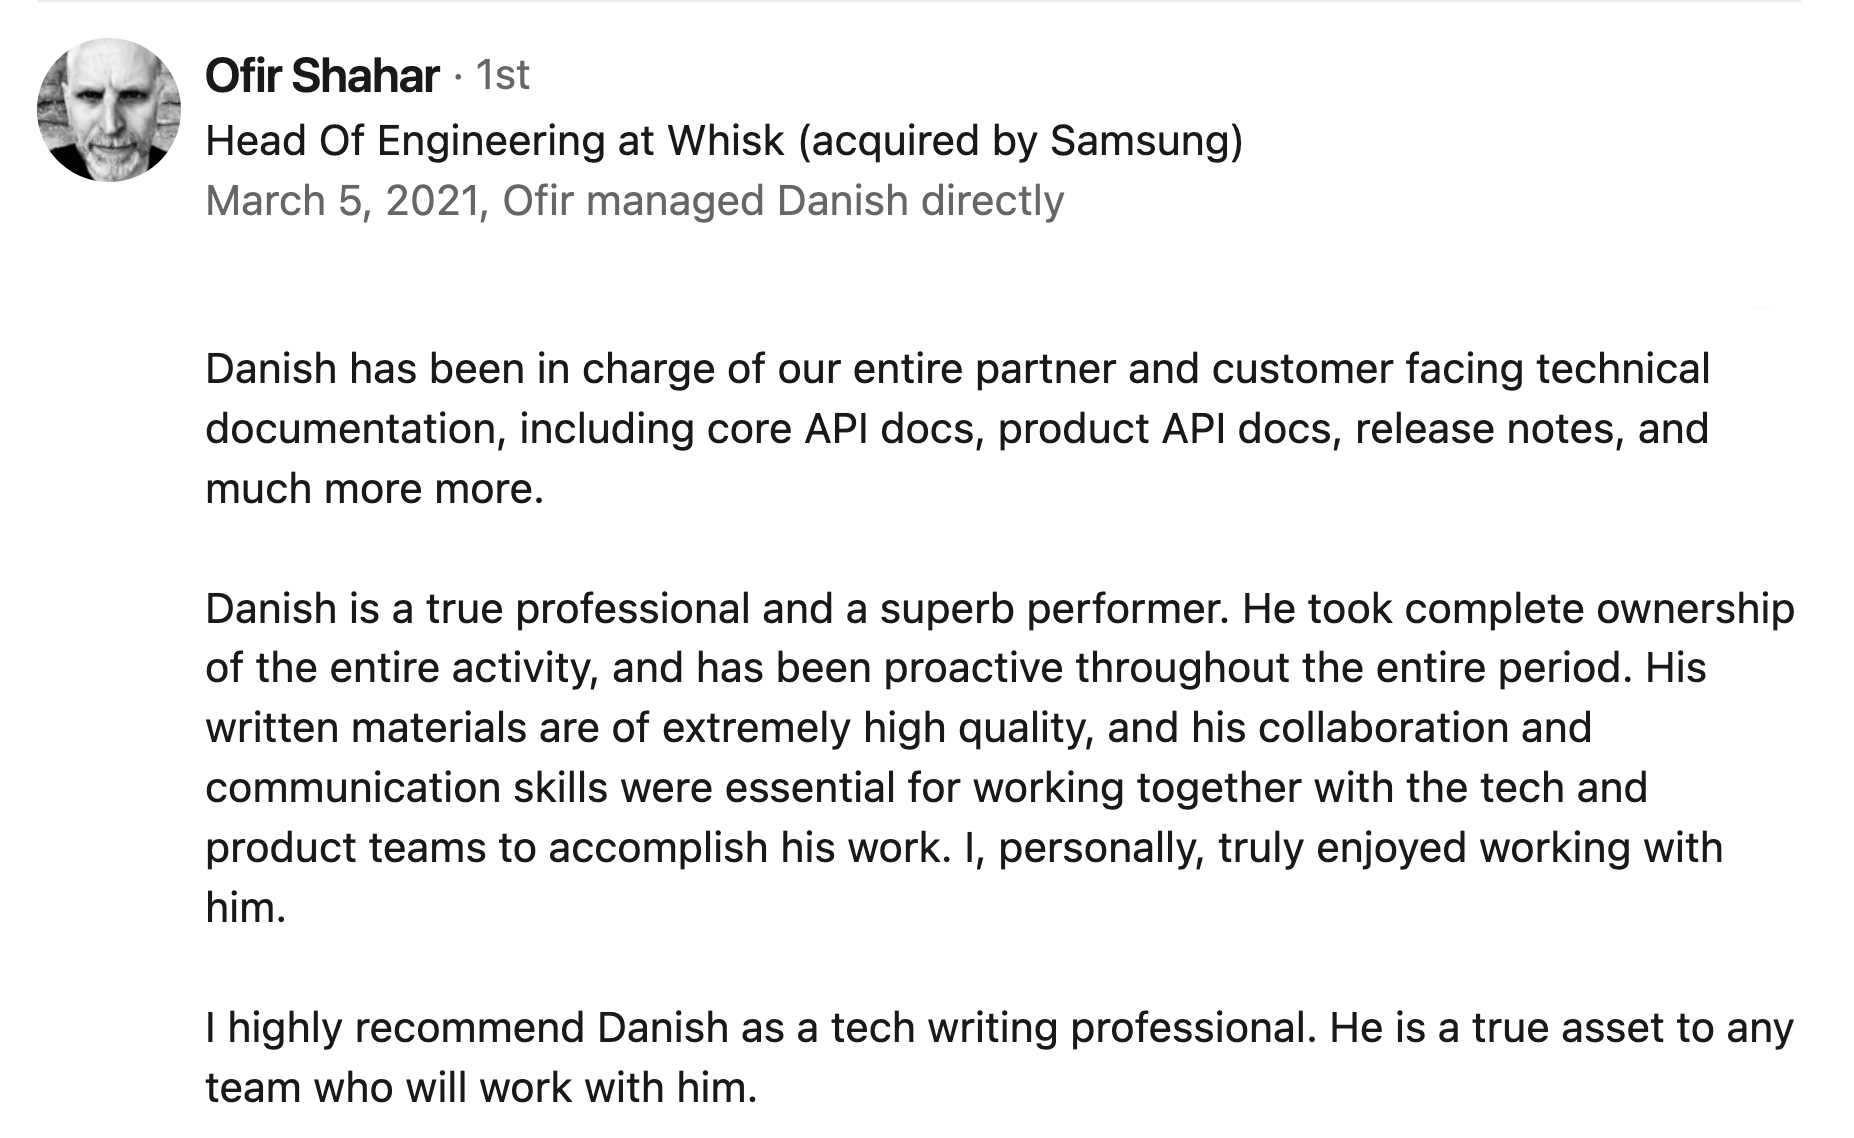 Ofir Shahar · 1st
Head Of Engineering at Whisk (acquired by Samsung)
March 5, 2021, Ofir managed Danish directly
Danish has been in charge of our entire partner and customer facing technical
documentation, including core API docs, product API docs, release notes, and
much more more.
Danish is a true professional and a superb performer. He took complete ownership
of the entire activity, and has been proactive throughout the entire period. His
written materials are of extremely high quality, and his collaboration and
communication skills were essential for working together with the tech and
product teams to accomplish his work. I, personally, truly enjoyed working with
him.
I highly recommend Danish as a tech writing professional. He is a true asset to any
team who will work with him.